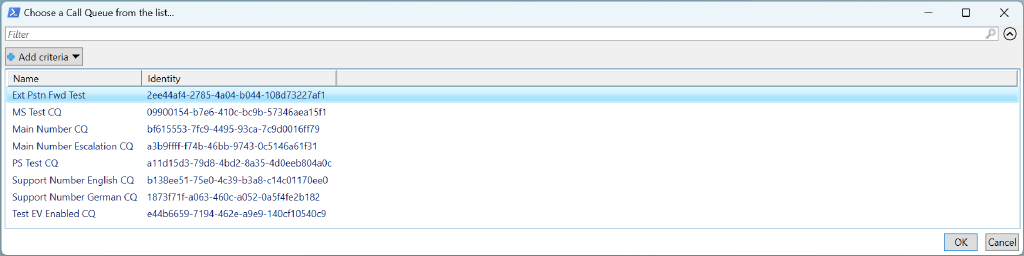 Choose a Call Queue from the list...
Filter
Add criteria
Name Identity
Ext Pstn Fwd Test 2ee44af4-2785-4a04-b044-108d73227af1
MS Test CQ 09900154-b7e6-410c-bc9b-57346aea15f1
Main Number CQ bf615553-7fc9-4495-93ca-7c9d0016ff79
Main Number Escalation CQ a3b9ffff-f74b-46bb-9743-0c5146a61f31
PS Test CQ a11d15d3-79d8-4bd2-8a35-4d0eeb804a0c
Support Number English CQ b138ee51-75e0-4c39-b3a8-c14c01170ee0
Support Number German CQ 1873f71f-a063-460c-a052-0a5f4fe2b182
Test EV Enabled CQ e44b6659-7194-462e-a9e9-140cf10540c9
OK Cancel